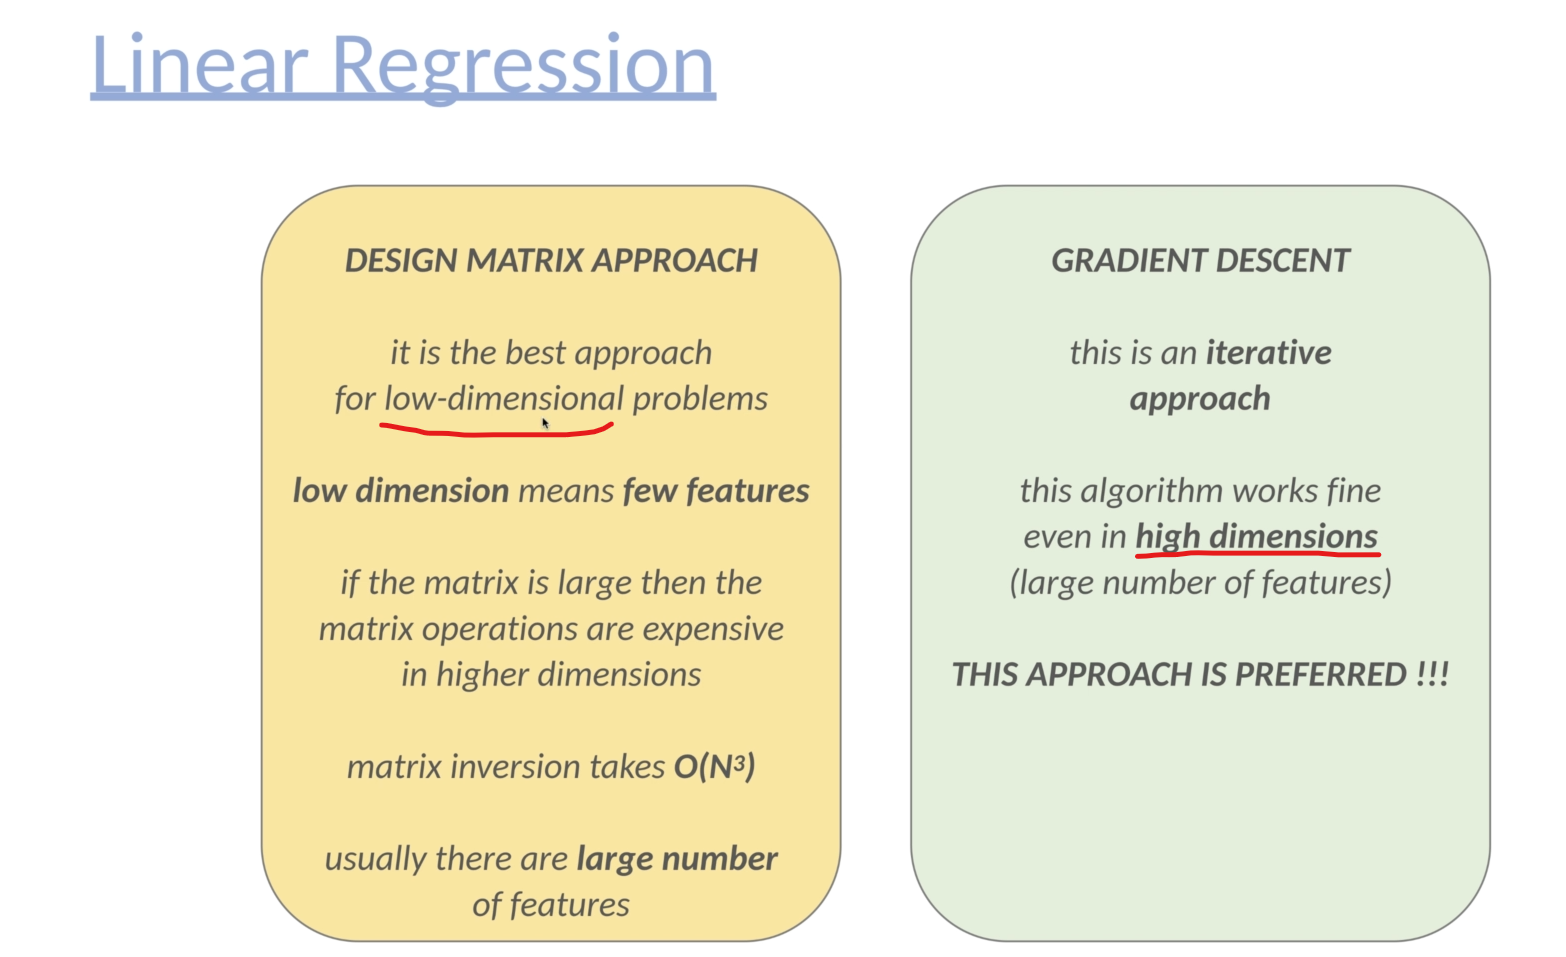 Linear Regression
DESIGN MATRIX APPROACH
it is the best approach
for low-dimensional problems
low dimension means few features
if the matrix is large then the
matrix operations are expensive
in higher dimensions
matrix inversion takes O(N³)
usually there are large number
of features
GRADIENT DESCENT
this is an iterative
approach
this algorithm works fine
even in high dimensions
(large number of features)
THIS APPROACH IS PREFERRED !!!